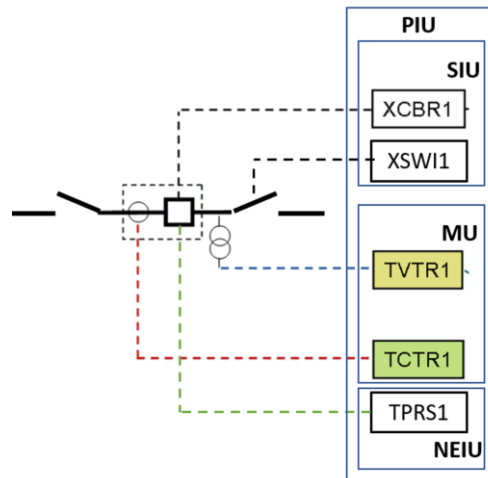 PIU
SIU
XCBR1
XSWI1
MU
TVTR1
TCTR1
TPRS1
NEIU